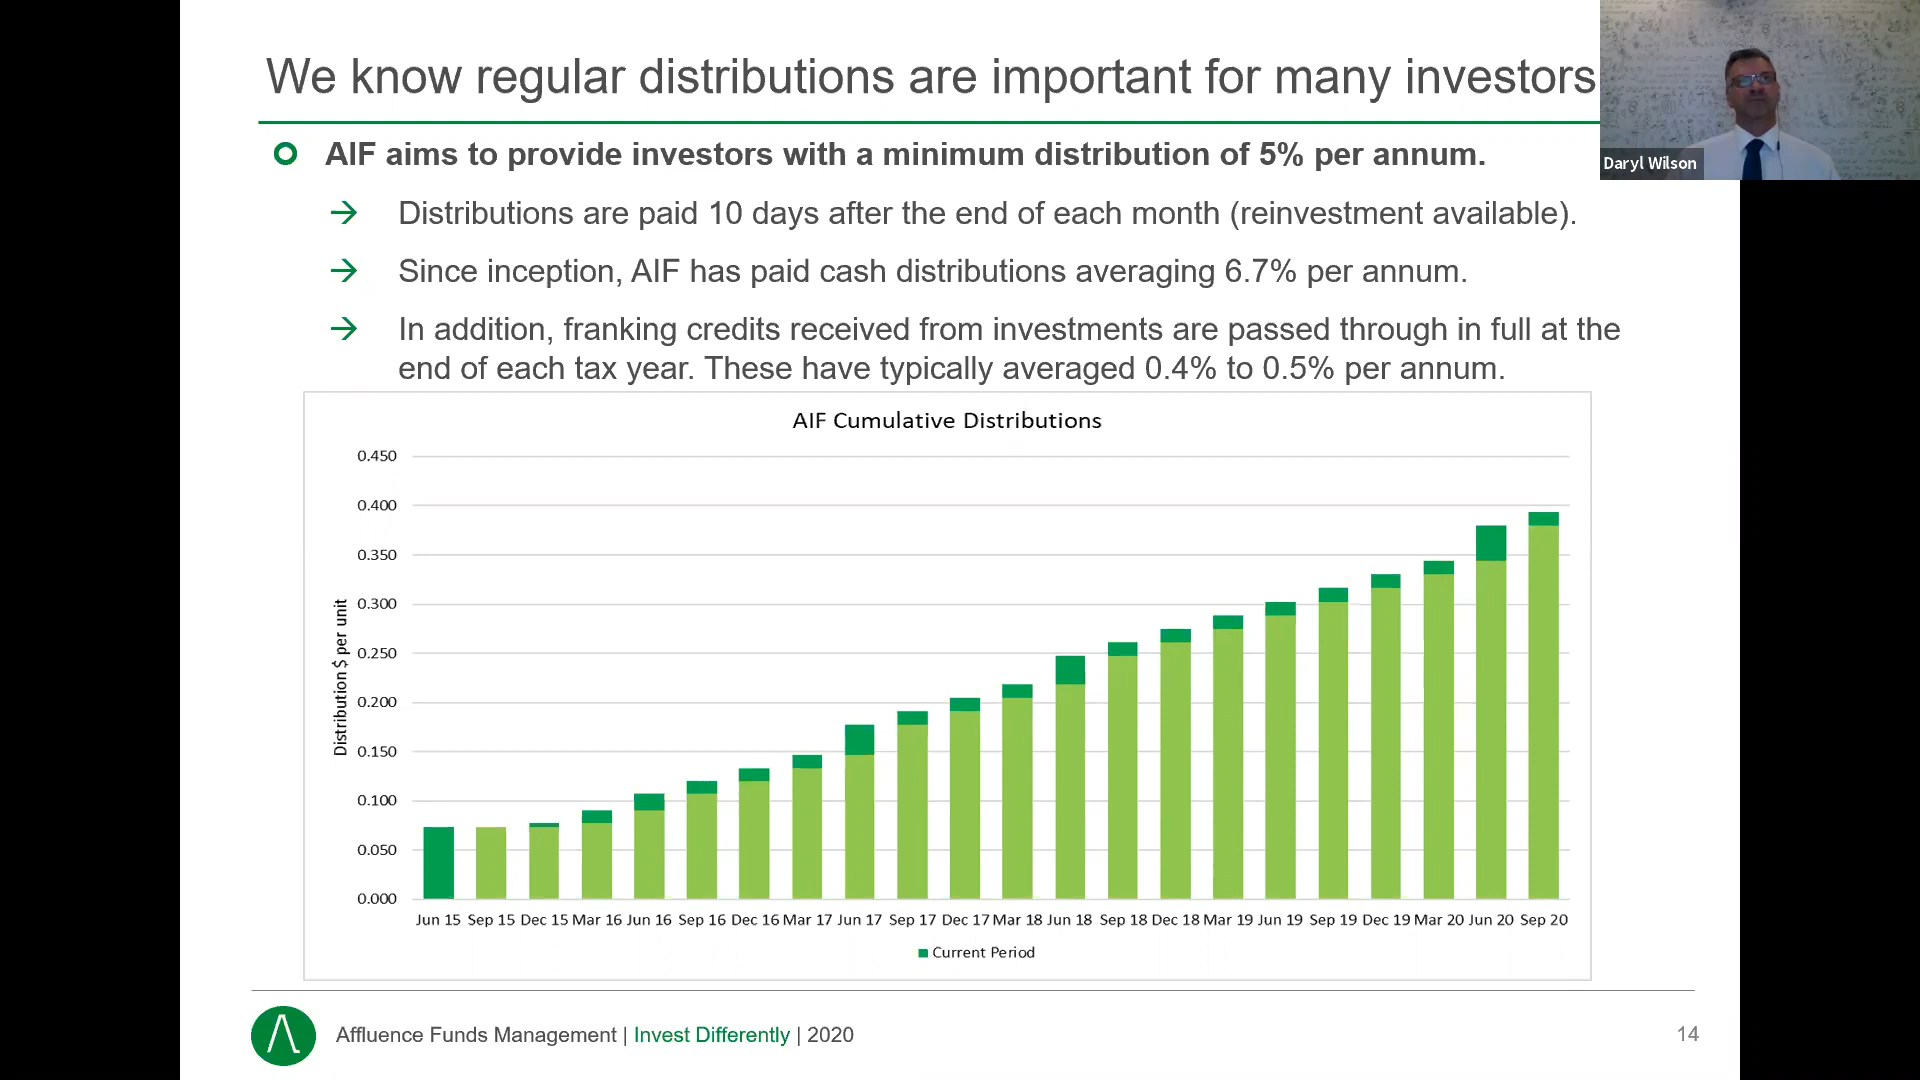 We know regular distributions are important for many investors
AIF aims to provide investors with a minimum distribution of 5% per annum.
Distributions are paid 10 days after the end of each month (reinvestment available).
Since inception, AIF has paid cash distributions averaging 6.7% per annum.
In addition, franking credits received from investments are passed through in full at the
end of each tax year. These have typically averaged 0.4% to 0.5% per annum.
Daryl Wilson
AIF Cumulative Distributions
Distribution $ per unit
0.450
0.400
0.350
0.300
0.250
0.200
0.150
0.100
0.050
0.000
Jun 15 Sep 15 Dec 15 Mar 16 Jun 16 Sep 16 Dec 16 Mar 17 Jun 17 Sep 17 Dec 17 Mar 18 Jun 18 Sep 18 Dec 18 Mar 19 Jun 19 Sep 19 Dec 19 Mar 20 Jun 20 Sep 20
Current Period
Affluence Funds Management | Invest Differently | 2020
14